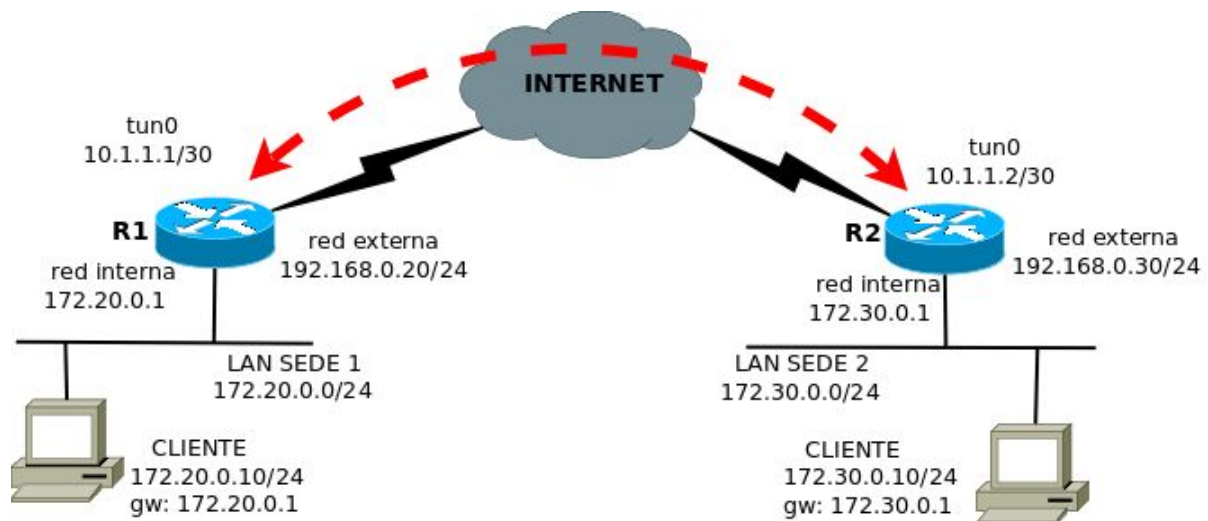 INTERNET
tun0
10.1.1.1/30
tun0
10.1.1.2/30
R1
red externa
192.168.0.20/24
red interna
172.20.0.1
R2
red externa
192.168.0.30/24
red interna
172.30.0.1
LAN SEDE 1
172.20.0.0/24
LAN SEDE 2
172.30.0.0/24
CLIENTE
172.20.0.10/24
gw: 172.20.0.1
CLIENTE
172.30.0.10/24
gw: 172.30.0.1